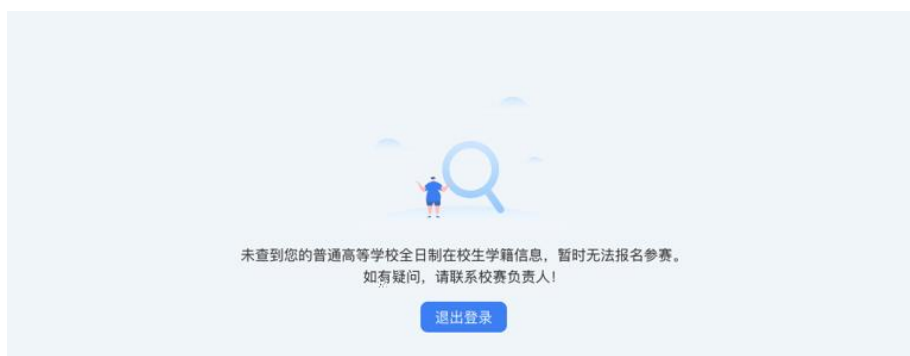 未查到您的普通高等学校全日制在校生学籍信息，暂时无法报名参赛。
如有疑问，请联系校赛负责人！
退出登录